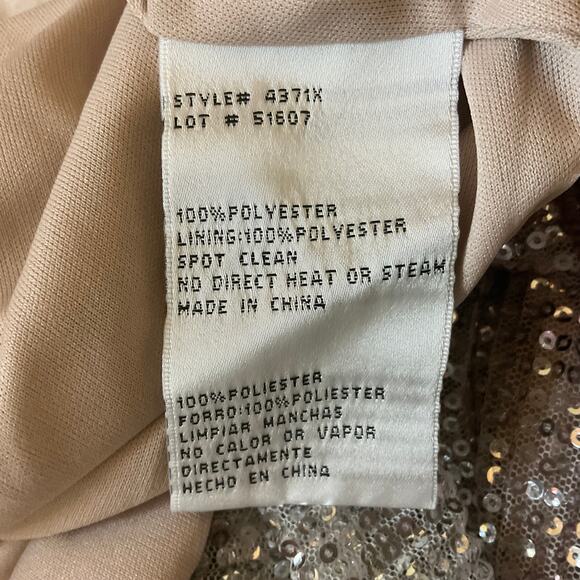 STYLE# 4371X
LOT # 51607
100%POLYESTER
LINING:100%POLYESTER
SPOT CLEAN
NO DIRECT HEAT OR STEAM
MADE IN CHINA
100%POLIESTER
FORRO:100%POLIESTER
LIMPIAR MANCHAS
NO CALOR OR VAPOR
DIRECTAMENTE
HECHO EN CHINA